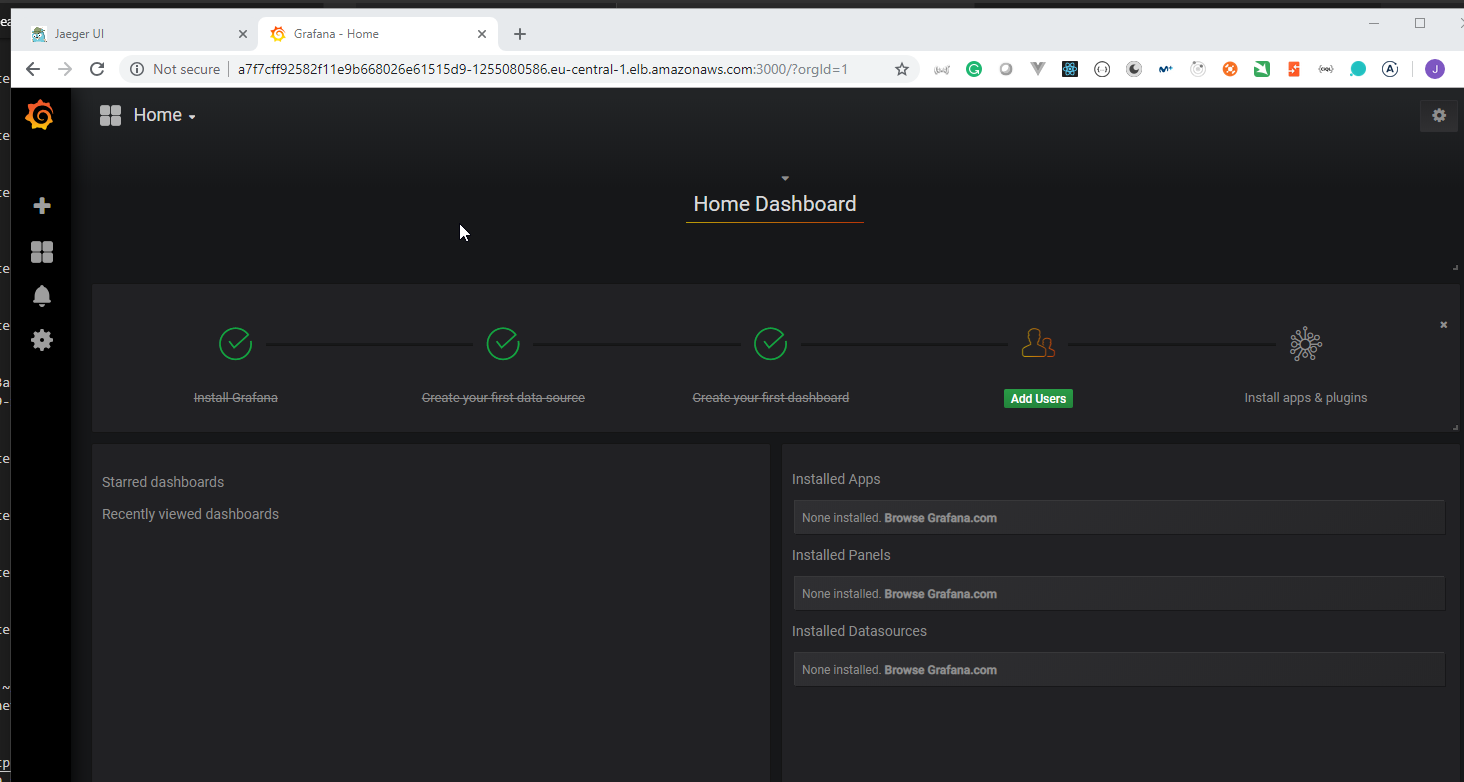 Jaeger UI
Grafana - Home
Not secure
a7f7cff92582f11e9b668026e61515d9-1255080586.eu-central-1.elb.amazonaws.com:3000/?orgId=1
J
Home
Home Dashboard
Install Grafana
Create your first data source
Create your first dashboard
Add Users
Install apps & plugins
Starred dashboards
Recently viewed dashboards
Installed Apps
None installed. Browse Grafana.com
Installed Panels
None installed. Browse Grafana.com
Installed Datasources
None installed. Browse Grafana.com